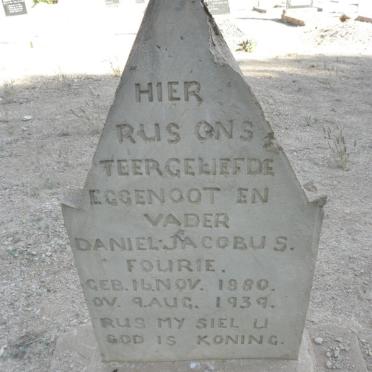 HIER
RUS ONS
TEERGELIEFDE
EGGENOOT EN
VADER
DANIEL JACOBUS.
FOURIE.
GEB. 16 NOV. 1880.
OV. 9 AUG. 1939.
RUS MY SIEL U
GOD IS KONING.